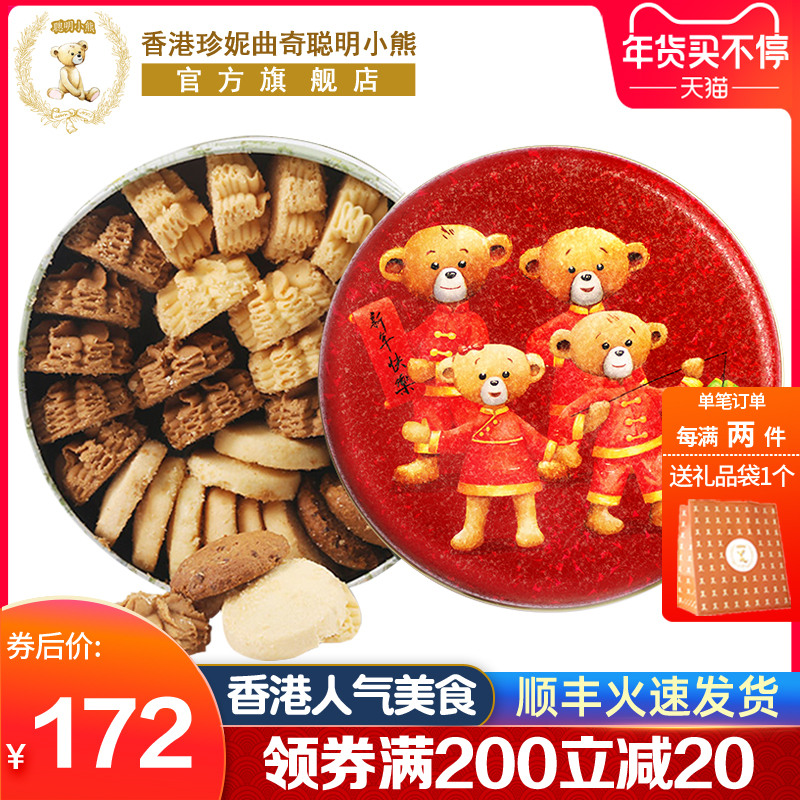 聪明小熊
香港珍妮曲奇聪明小熊
官方旗舰店
年货买不停
天猫
新年快樂
单笔订单
每满 两 件
送礼品袋1个
券后价:
¥172
香港人气美食
顺丰火速发货
领券满200立减20